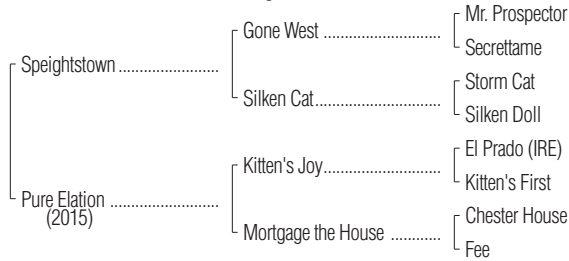 Mr. Prospector
Gone West ..............................
Secrettame
Speightstown ........................
Storm Cat
Silken Cat................................
Silken Doll
El Prado (IRE)
Kitten's Joy..............................
Kitten's First
Pure Elation ..........................
(2015)
Chester House
Mortgage the House ............
Fee